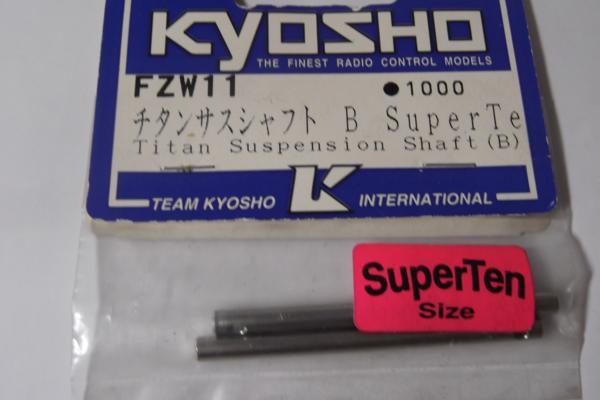 KYOSHO
THE FINEST RADIO CONTROL MODELS
FZW11 ●1000
チタンサスシャフト B SuperTe
Titan Suspension Shaft(B)
TEAM KYOSHO K INTERNATIONAL
SuperTen
Size